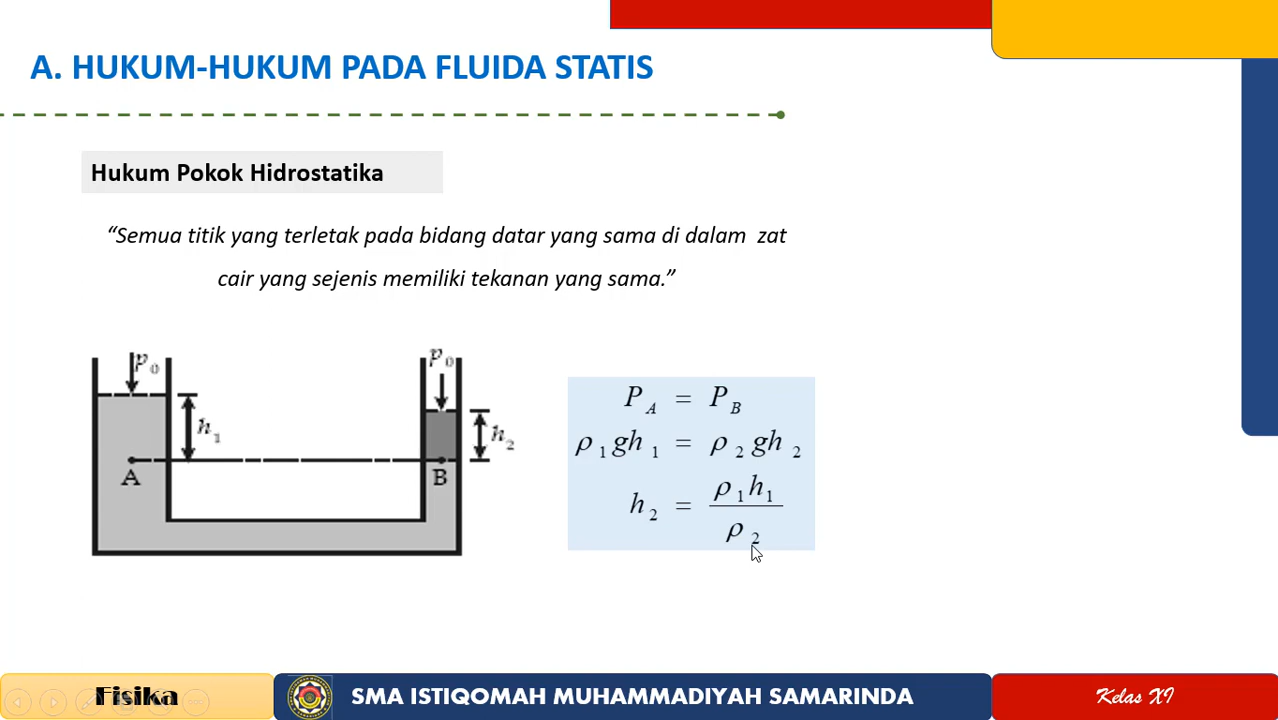 A. HUKUM-HUKUM PADA FLUIDA STATIS
Hukum Pokok Hidrostatika
“Semua titik yang terletak pada bidang datar yang sama di dalam zat
cair yang sejenis memiliki tekanan yang sama.”
p₀ p₀
h₁ h₂
A B
P_A = P_B
ρ₁gh₁ = ρ₂gh₂
h₂ = ρ₁h₁ / ρ₂
Fisika
SMA ISTIQOMAH MUHAMMADIYAH SAMARINDA
Kelas XI